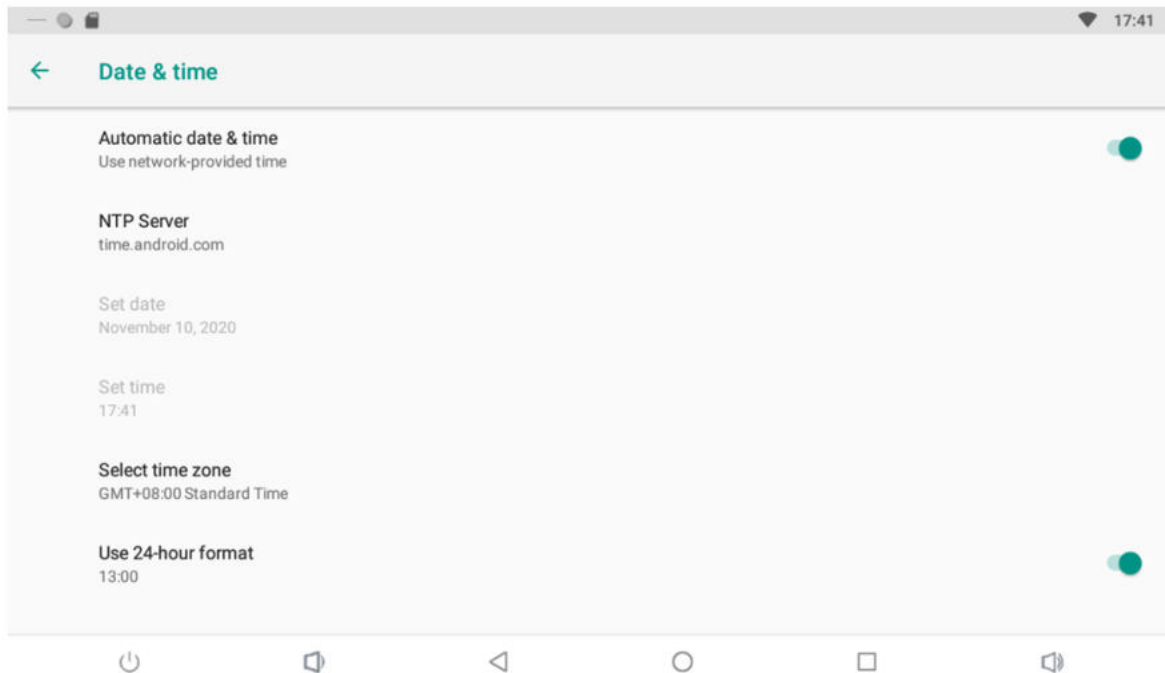 17:41
Date & time
Automatic date & time
Use network-provided time
NTP Server
time.android.com
Set date
November 10, 2020
Set time
17:41
Select time zone
GMT+08:00 Standard Time
Use 24-hour format
13:00